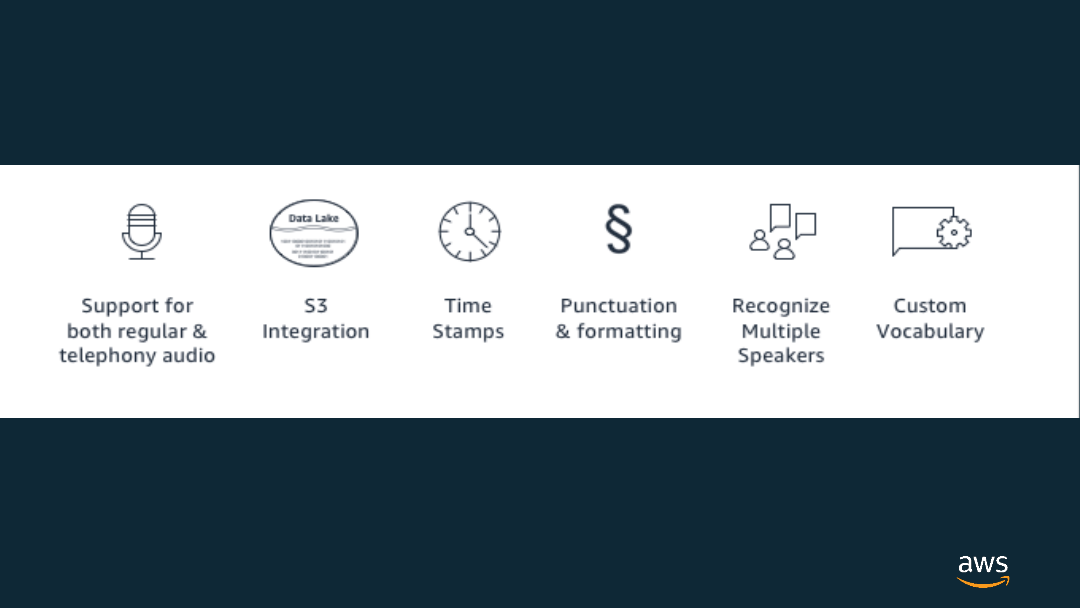 Data Lake
Support for
both regular &
telephony audio
S3
Integration
Time
Stamps
§
Punctuation
& formatting
Recognize
Multiple
Speakers
Custom
Vocabulary
aws